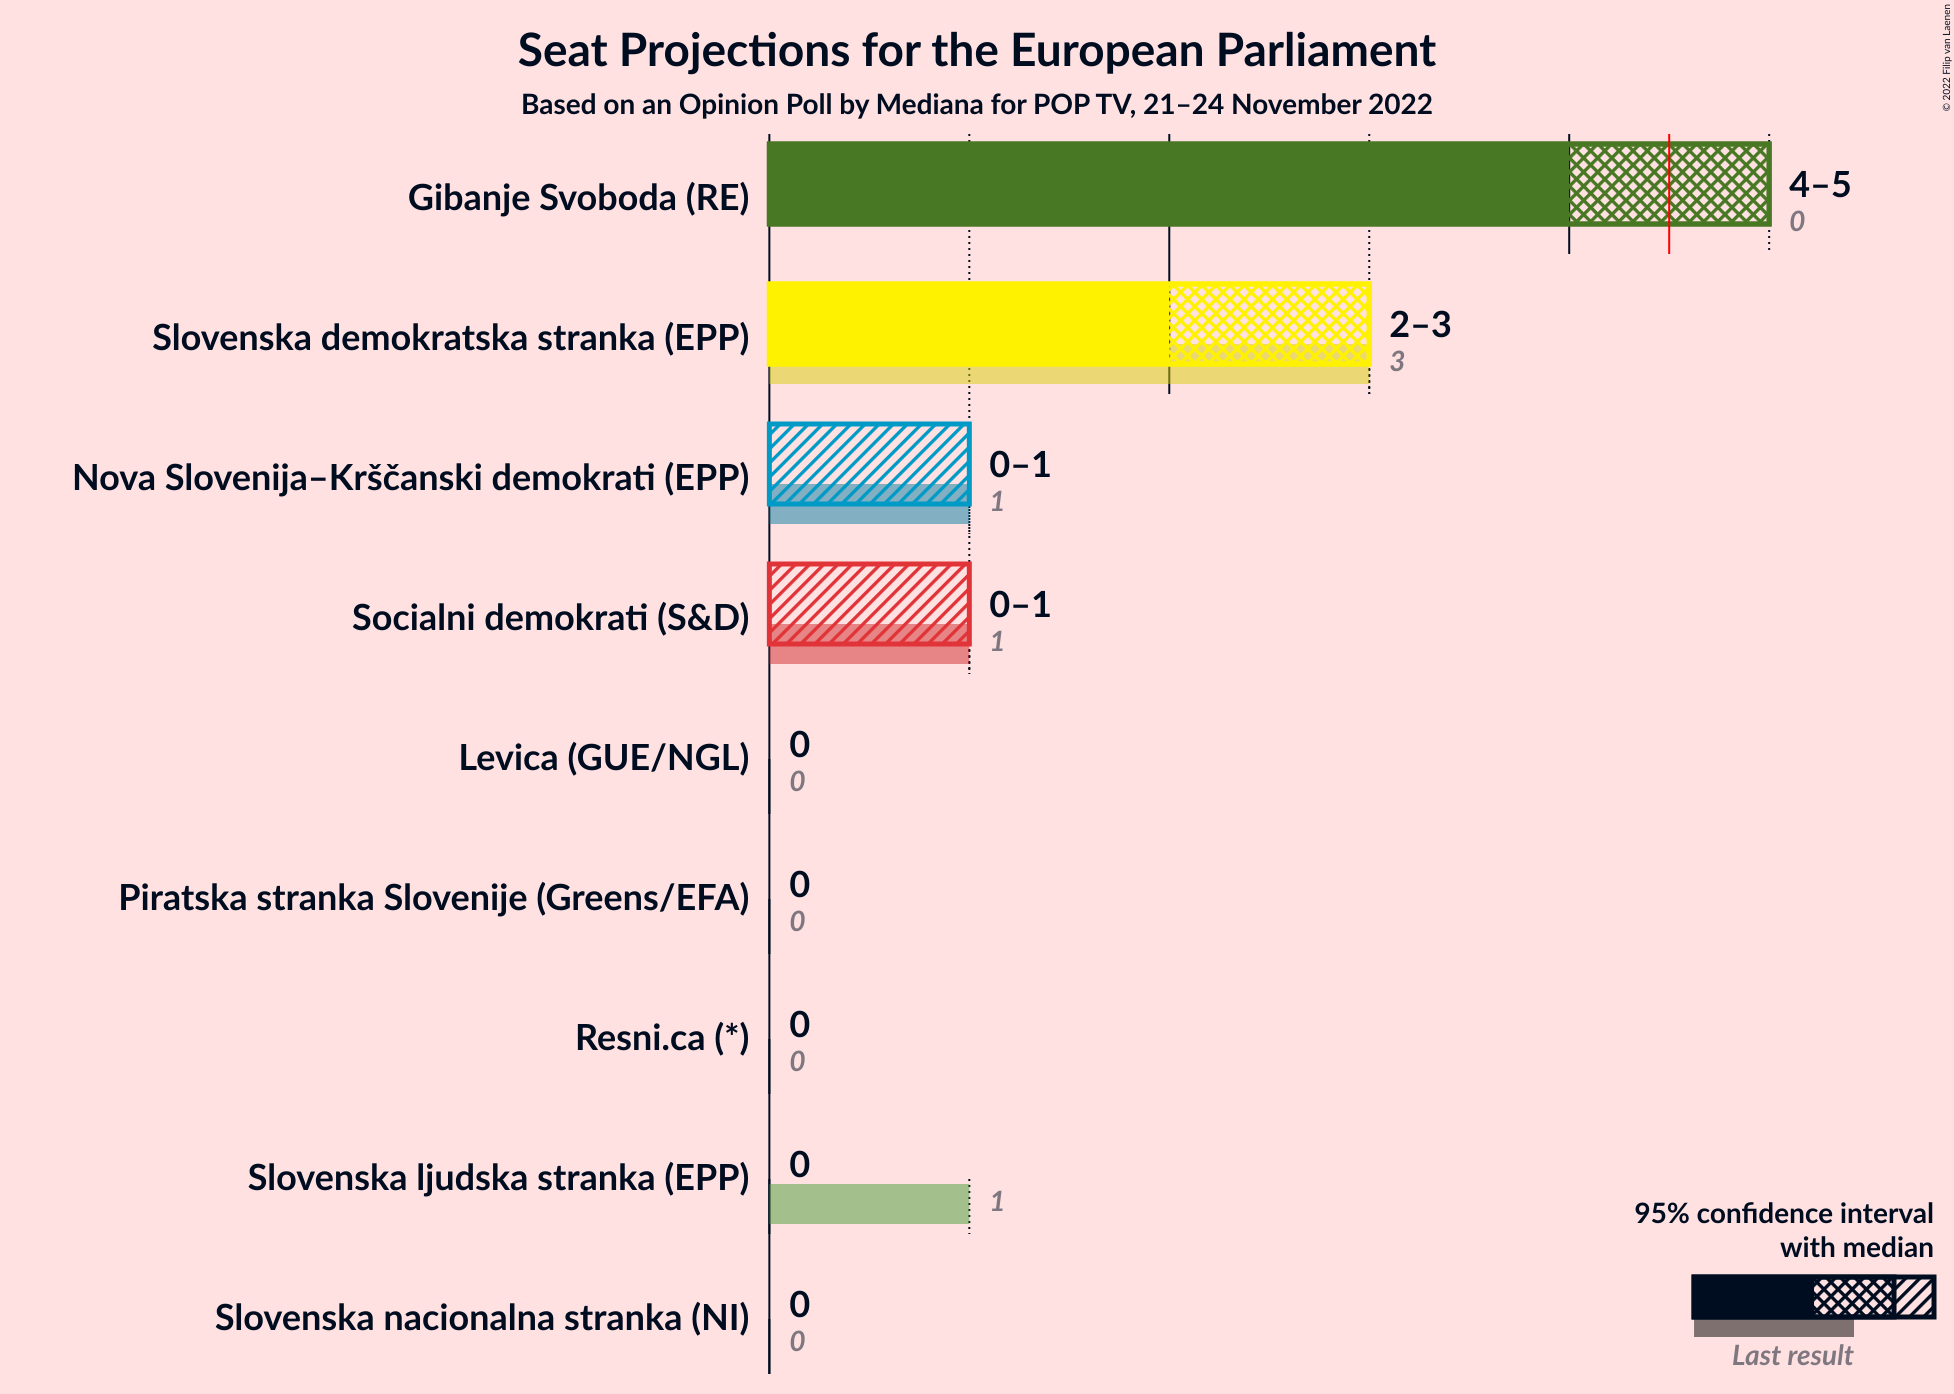 Seat Projections for the European Parliament
Based on an Opinion Poll by Mediana for POP TV, 21–24 November 2022
© 2022 Filip van Laenen
Gibanje Svoboda (RE)
4–5
0
Slovenska demokratska stranka (EPP)
2–3
3
Nova Slovenija–Krščanski demokrati (EPP)
0–1
1
Socialni demokrati (S&D)
0–1
1
Levica (GUE/NGL)
0
0
Piratska stranka Slovenije (Greens/EFA)
0
0
Resni.ca (*)
0
0
Slovenska ljudska stranka (EPP)
0
1
Slovenska nacionalna stranka (NI)
0
0
95% confidence interval
with median
Last result